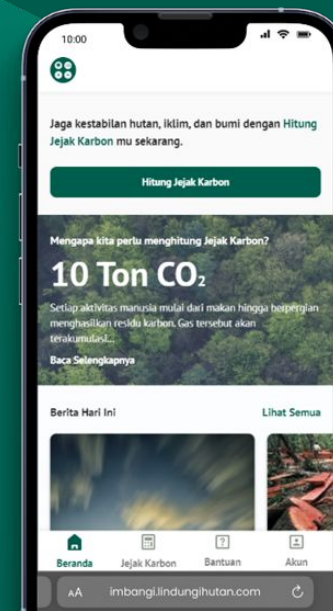 10:00
Jaga kestabilan hutan, iklim, dan bumi dengan Hitung
Jejak Karbon mu sekarang.
Hitung Jejak Karbon
Mengapa kita perlu menghitung Jejak Karbon?
10 Ton CO₂
Setiap aktivitas manusia mulai dari makan hingga berpergian
menghasilkan residu karbon. Gas tersebut akan
terakumulasi...
Baca Selengkapnya
Berita Hari Ini Lihat Semua
Beranda Jejak Karbon Bantuan Akun
AA imbangi.lindungihutan.com